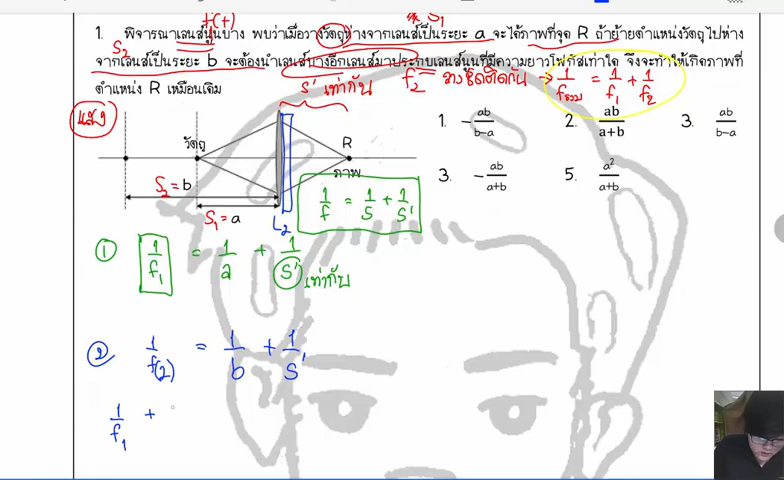 f(+)
S₁
1. พิจารณาเลนส์นูนบาง พบว่าเมื่อวางวัตถุห่างจากเลนส์เป็นระยะ a จะได้ภาพที่จุด R ถ้าย้ายตำแหน่งวัตถุไปห่าง
S₂
จากเลนส์เป็นระยะ b จะต้องนำเลนส์บางอีกเลนส์มาประกบเลนส์นูนที่มีความยาวโฟกัสเท่าใด จึงจะทำให้เกิดภาพที่
ตำแหน่ง R เหมือนเดิม
S' เท่ากัน f₂ วางชิดติดกัน → 1/fรวม = 1/f₁ + 1/f₂
แสง
1. -ab/(b-a) 2. ab/(a+b) 3. ab/(b-a)
3. -ab/(a+b) 5. a²/(a+b)
วัตถุ R
ภาพ
S₂ = b
S₁ = a
L₂
1/f = 1/S + 1/S'
① 1/f₁ = 1/a + 1/S' เท่ากัน
② 1/f(2) = 1/b + 1/S'
1/f₁ +